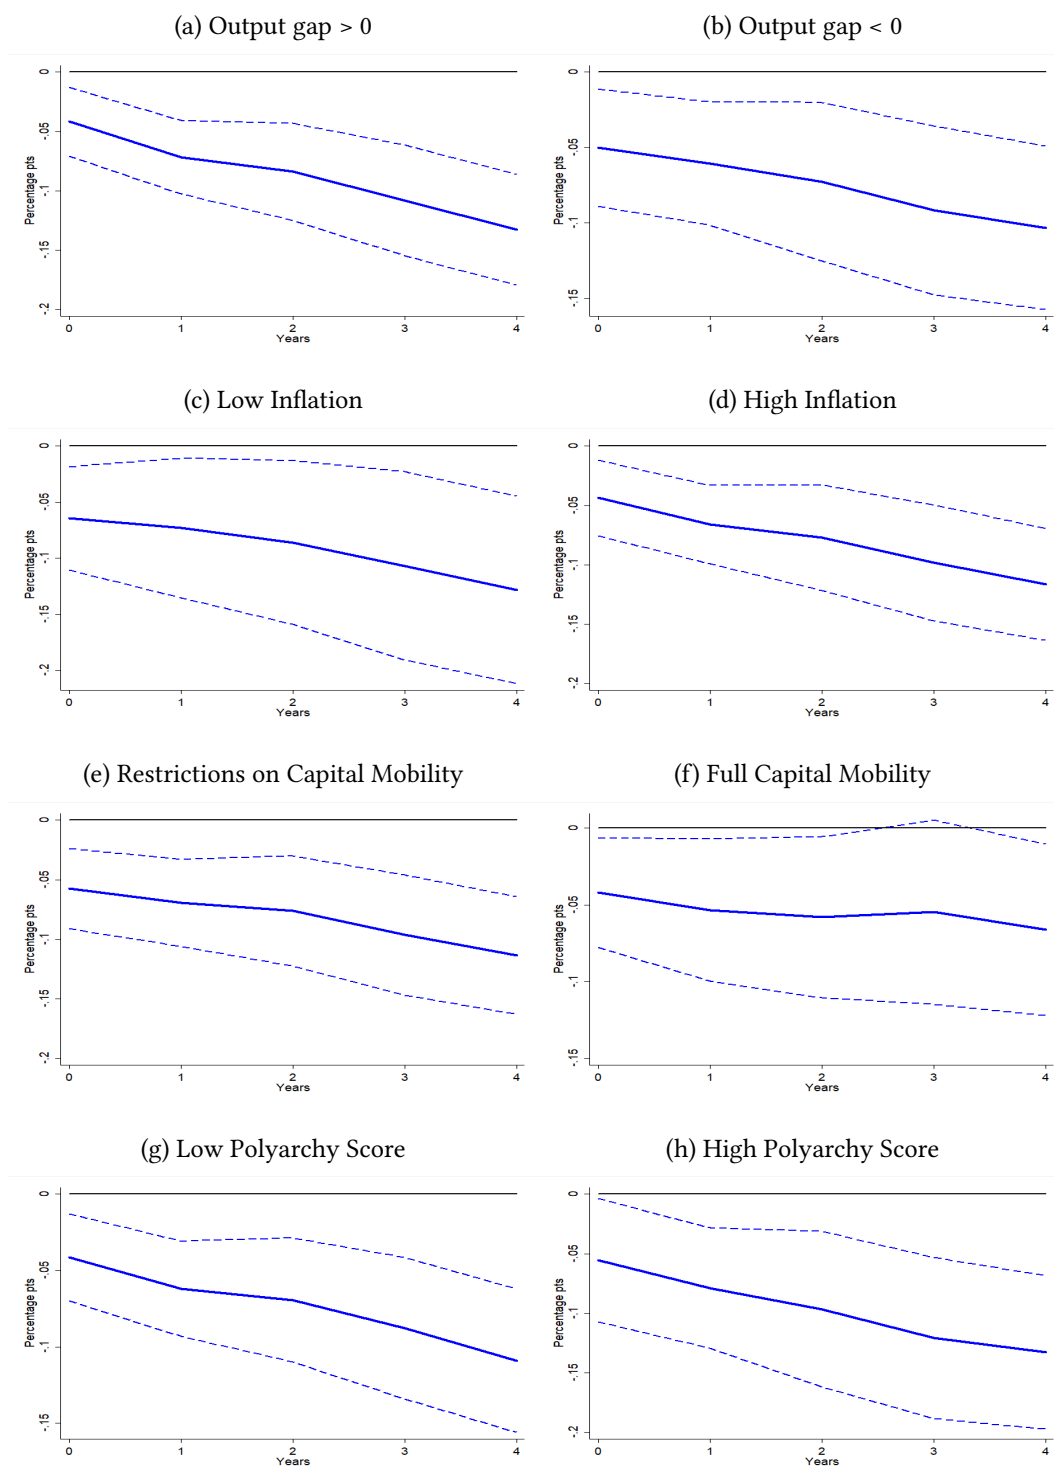 (a) Output gap > 0
(b) Output gap < 0
Percentage pts
0
-.05
-.1
-.15
-.2
0 1 2 3 4
Years
Percentage pts
0
-.05
-.1
-.15
0 1 2 3 4
Years
(c) Low Inflation
(d) High Inflation
Percentage pts
0
-.05
-.1
-.15
-.2
0 1 2 3 4
Years
Percentage pts
0
-.05
-.1
-.15
-.2
0 1 2 3 4
Years
(e) Restrictions on Capital Mobility
(f) Full Capital Mobility
Percentage pts
0
-.05
-.1
-.15
-.2
0 1 2 3 4
Years
Percentage pts
0
-.05
-.1
-.15
0 1 2 3 4
Years
(g) Low Polyarchy Score
(h) High Polyarchy Score
Percentage pts
0
-.05
-.1
-.15
0 1 2 3 4
Years
Percentage pts
0
-.05
-.1
-.15
-.2
0 1 2 3 4
Years